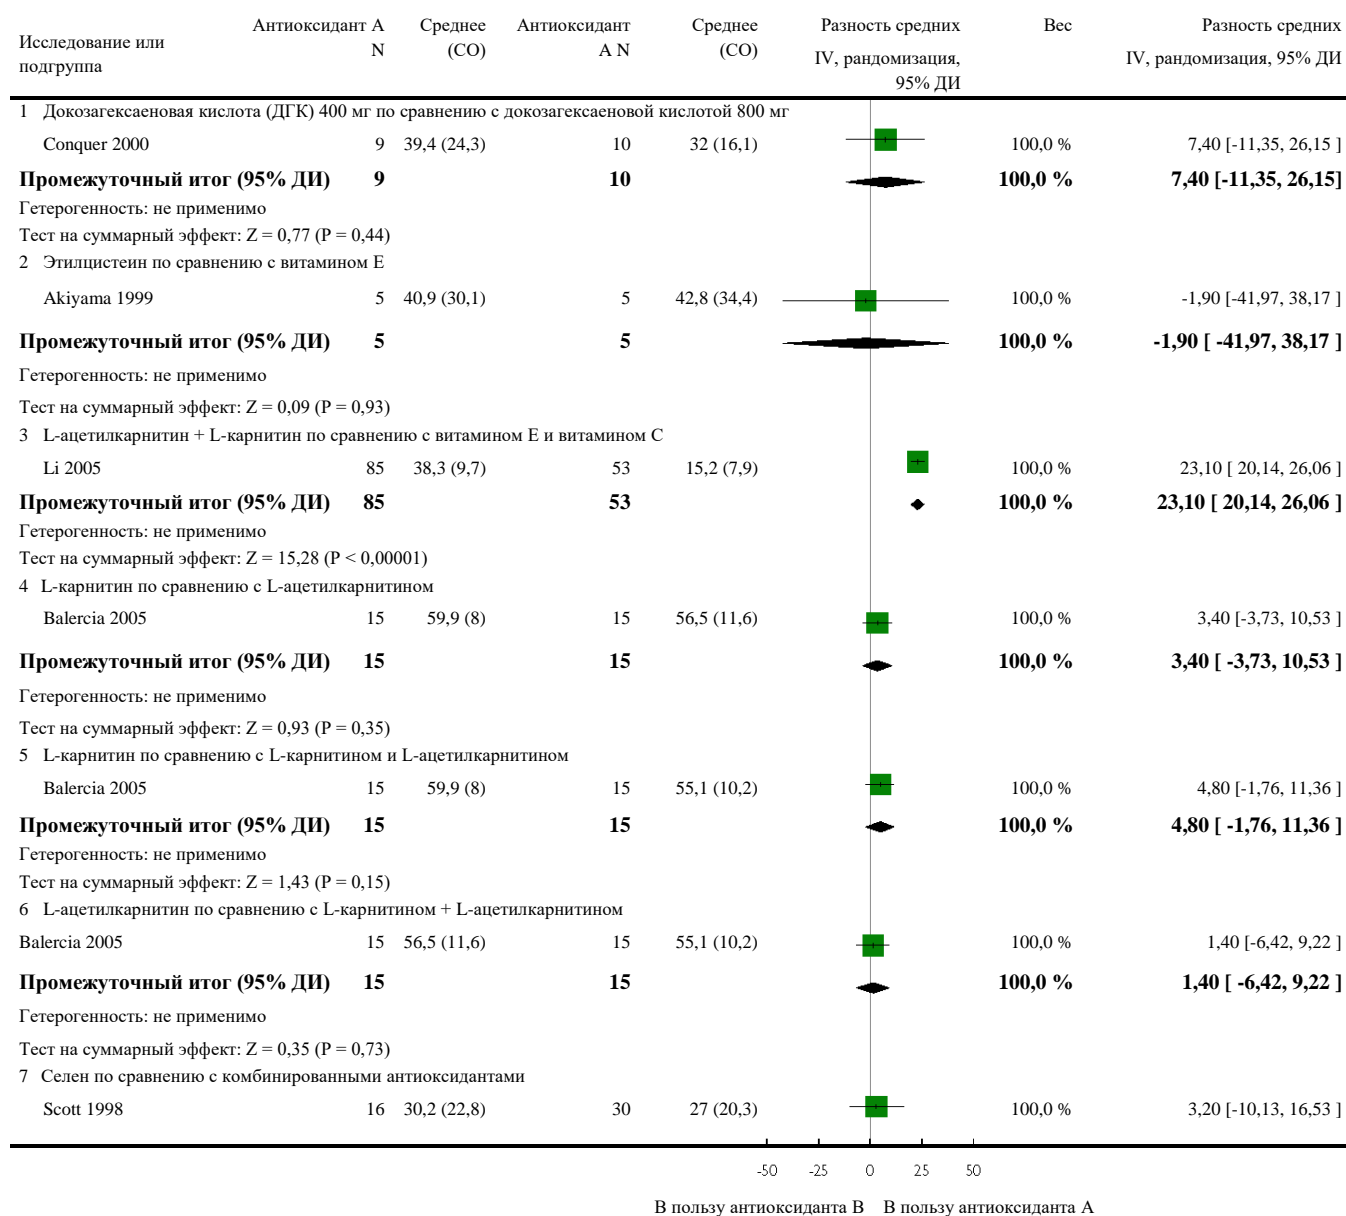 Исследование или подгруппа Антиоксидант A N Среднее (СО) Антиоксидант A N Среднее (СО) Разность средних IV, рандомизация, 95% ДИ Вес Разность средних IV, рандомизация, 95% ДИ
1 Докозагексаеновая кислота (ДГК) 400 мг по сравнению с докозагексаеновой кислотой 800 мг
Conquer 2000 9 39,4 (24,3) 10 32 (16,1) 100,0 % 7,40 [-11,35, 26,15 ]
Промежуточный итог (95% ДИ) 9 10 100,0 % 7,40 [-11,35, 26,15]
Гетерогенность: не применимо
Тест на суммарный эффект: Z = 0,77 (P = 0,44)
2 Этилцистеин по сравнению с витамином Е
Akiyama 1999 5 40,9 (30,1) 5 42,8 (34,4) 100,0 % -1,90 [-41,97, 38,17 ]
Промежуточный итог (95% ДИ) 5 5 100,0 % -1,90 [ -41,97, 38,17 ]
Гетерогенность: не применимо
Тест на суммарный эффект: Z = 0,09 (P = 0,93)
3 L-ацетилкарнитин + L-карнитин по сравнению с витамином Е и витамином С
Li 2005 85 38,3 (9,7) 53 15,2 (7,9) 100,0 % 23,10 [ 20,14, 26,06 ]
Промежуточный итог (95% ДИ) 85 53 100,0 % 23,10 [ 20,14, 26,06 ]
Гетерогенность: не применимо
Тест на суммарный эффект: Z = 15,28 (P < 0,00001)
4 L-карнитин по сравнению с L-ацетилкарнитином
Balercia 2005 15 59,9 (8) 15 56,5 (11,6) 100,0 % 3,40 [-3,73, 10,53 ]
Промежуточный итог (95% ДИ) 15 15 100,0 % 3,40 [ -3,73, 10,53 ]
Гетерогенность: не применимо
Тест на суммарный эффект: Z = 0,93 (P = 0,35)
5 L-карнитин по сравнению с L-карнитином и L-ацетилкарнитином
Balercia 2005 15 59,9 (8) 15 55,1 (10,2) 100,0 % 4,80 [-1,76, 11,36 ]
Промежуточный итог (95% ДИ) 15 15 100,0 % 4,80 [ -1,76, 11,36 ]
Гетерогенность: не применимо
Тест на суммарный эффект: Z = 1,43 (P = 0,15)
6 L-ацетилкарнитин по сравнению с L-карнитином + L-ацетилкарнитином
Balercia 2005 15 56,5 (11,6) 15 55,1 (10,2) 100,0 % 1,40 [-6,42, 9,22 ]
Промежуточный итог (95% ДИ) 15 15 100,0 % 1,40 [ -6,42, 9,22 ]
Гетерогенность: не применимо
Тест на суммарный эффект: Z = 0,35 (P = 0,73)
7 Селен по сравнению с комбинированными антиоксидантами
Scott 1998 16 30,2 (22,8) 30 27 (20,3) 100,0 % 3,20 [-10,13, 16,53 ]
-50 -25 0 25 50
В пользу антиоксиданта B В пользу антиоксиданта A